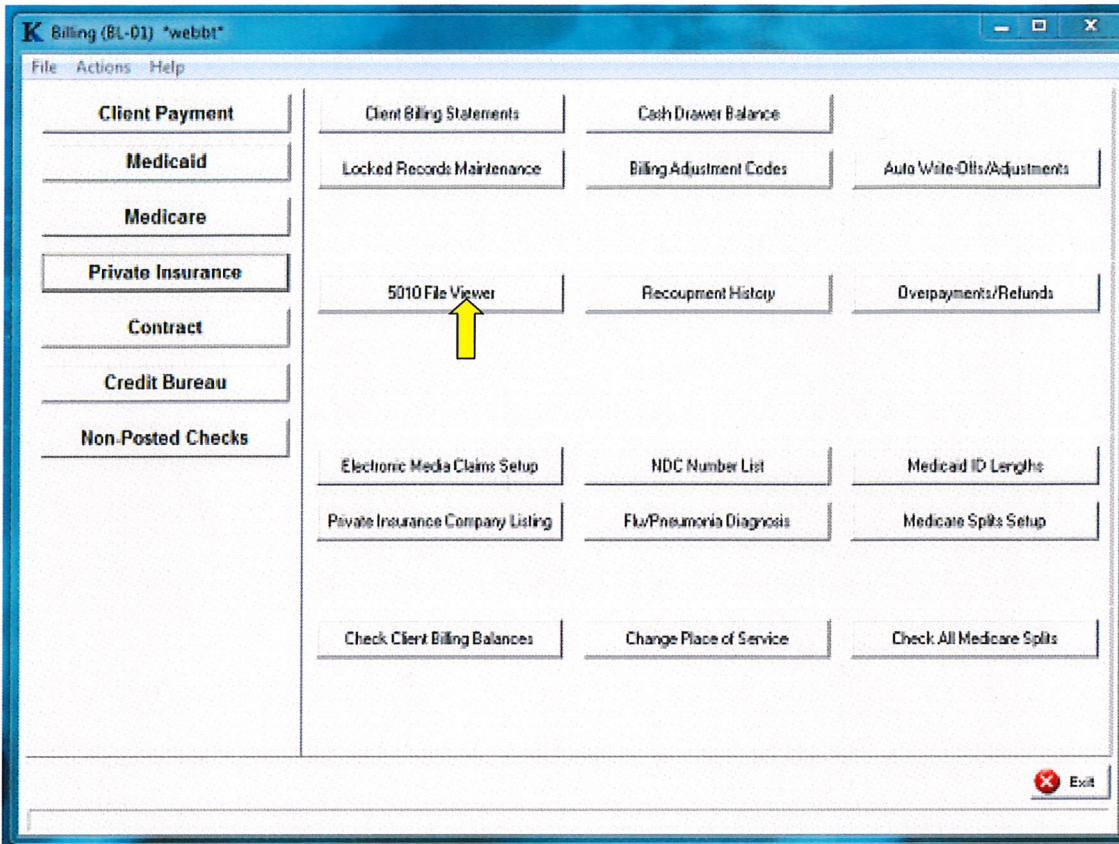 K Billing (BL-01) *webbt*
File Actions Help
Client Payment
Medicaid
Medicare
Private Insurance
Contract
Credit Bureau
Non-Posted Checks
Client Billing Statements
Cash Drawer Balance
Locked Records Maintenance
Billing Adjustment Codes
Auto Write-Offs/Adjustments
5010 File Viewer
Recoupment History
Overpayments/Refunds
Electronic Media Claims Setup
NDC Number List
Medicaid ID Lengths
Private Insurance Company Listing
Flu/Pneumonia Diagnosis
Medicare Splits Setup
Check Client Billing Balances
Change Place of Service
Check All Medicare Splits
Exit